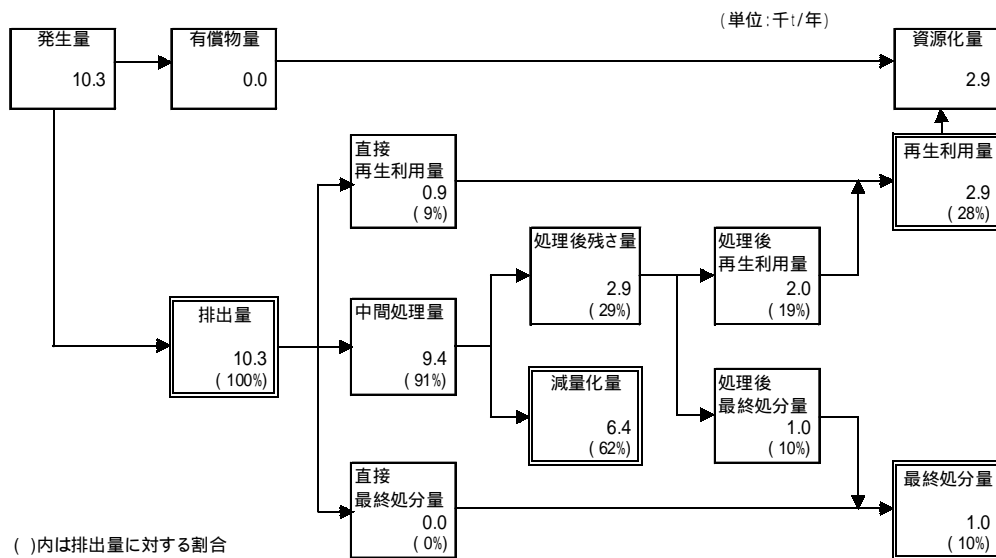 (単位:千t/年)
発生量
10.3
有償物量
0.0
資源化量
2.9
直接
再生利用量
0.9
( 9%)
再生利用量
2.9
( 28%)
処理後残さ量
2.9
( 29%)
処理後
再生利用量
2.0
( 19%)
排出量
10.3
( 100%)
中間処理量
9.4
( 91%)
減量化量
6.4
( 62%)
処理後
最終処分量
1.0
( 10%)
直接
最終処分量
0.0
( 0%)
最終処分量
1.0
( 10%)
( )内は排出量に対する割合